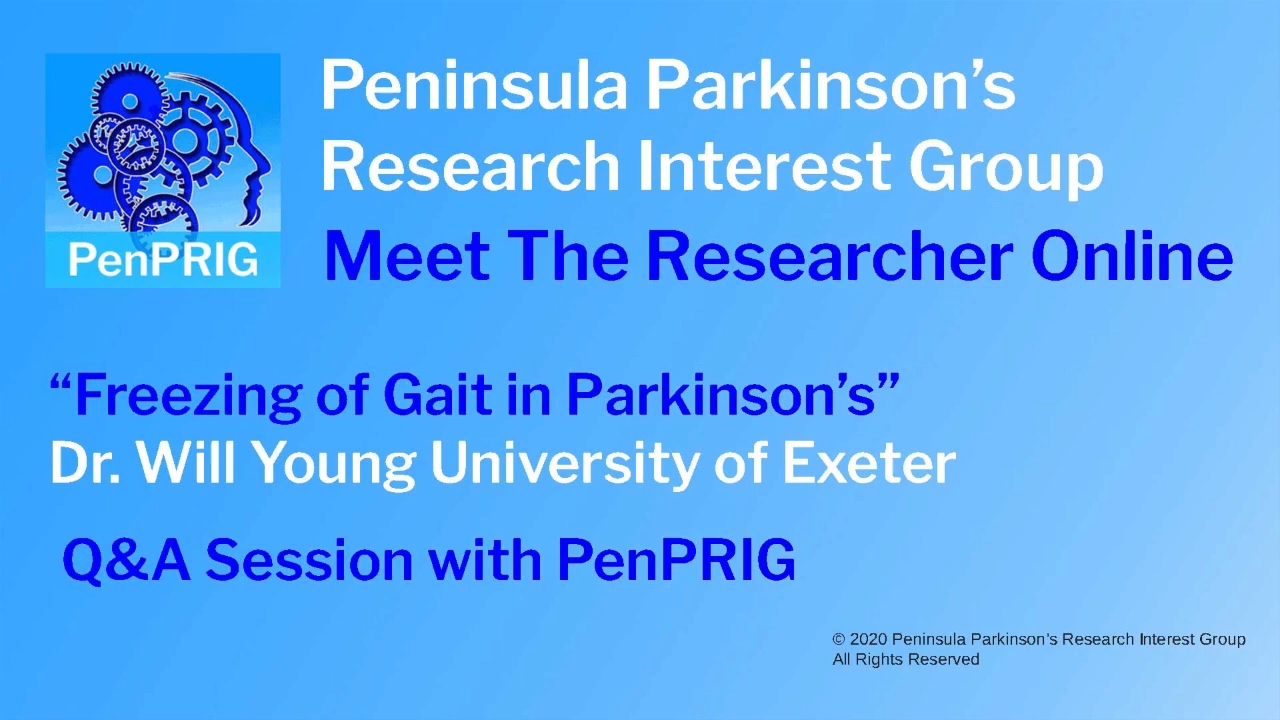 Peninsula Parkinson’s
Research Interest Group
Meet The Researcher Online
PenPRIG
“Freezing of Gait in Parkinson’s”
Dr. Will Young University of Exeter
Q&A Session with PenPRIG
© 2020 Peninsula Parkinson's Research Interest Group
All Rights Reserved